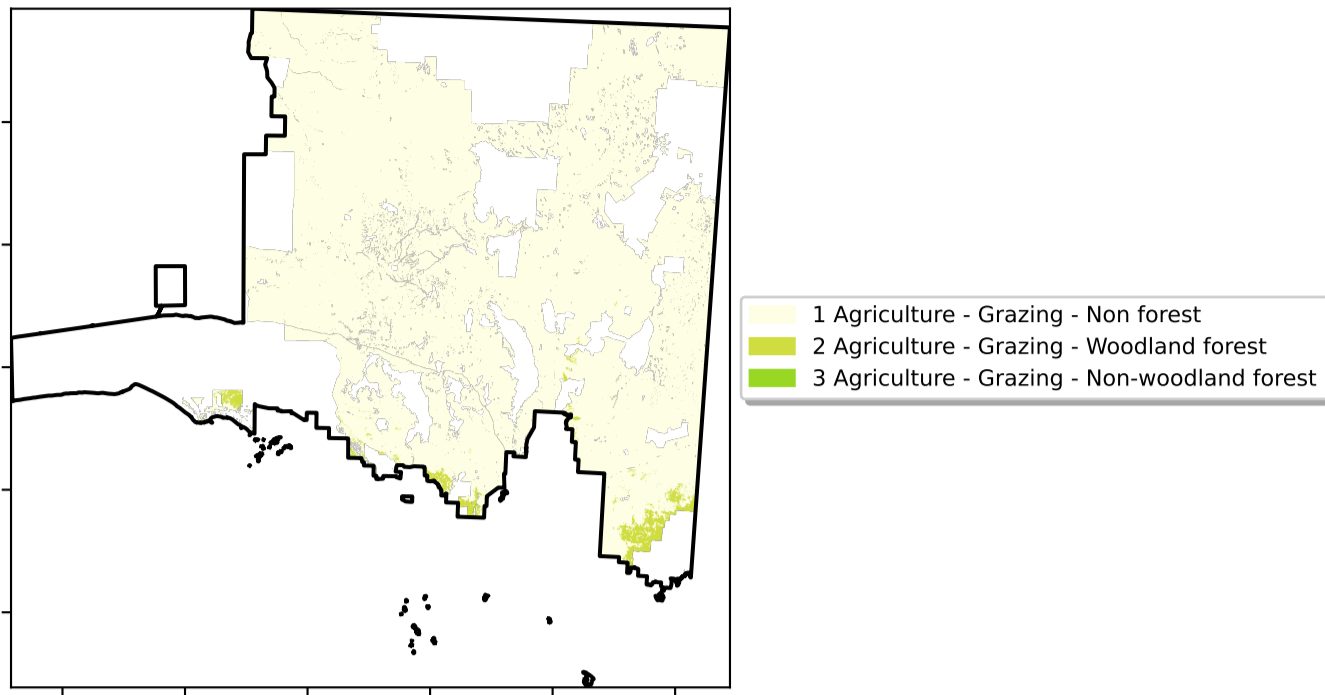 1 Agriculture - Grazing - Non forest
2 Agriculture - Grazing - Woodland forest
3 Agriculture - Grazing - Non-woodland forest